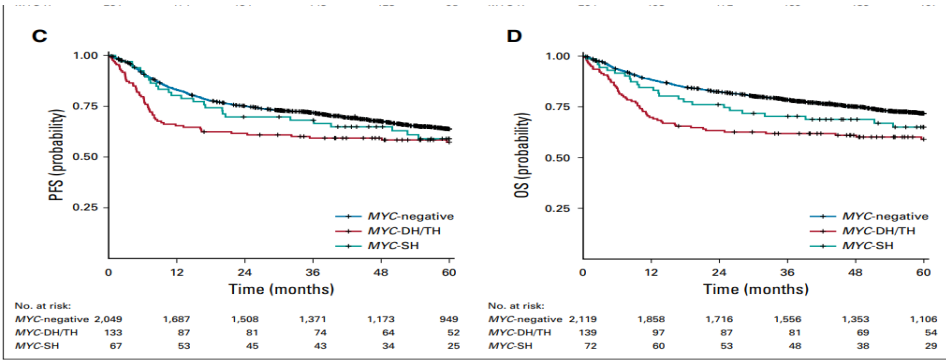 C
1.00
0.75
0.50
0.25
PFS (probability)
MYC-negative
MYC-DH/TH
MYC-SH
0 12 24 36 48 60
Time (months)
No. at risk:
MYC-negative 2,049 1,687 1,508 1,371 1,173 949
MYC-DH/TH 133 87 81 74 64 52
MYC-SH 67 53 45 43 34 25
D
1.00
0.75
0.50
0.25
OS (probability)
MYC-negative
MYC-DH/TH
MYC-SH
0 12 24 36 48 60
Time (months)
No. at risk:
MYC-negative 2,119 1,858 1,716 1,556 1,353 1,106
MYC-DH/TH 139 97 87 81 69 54
MYC-SH 72 60 53 48 38 29